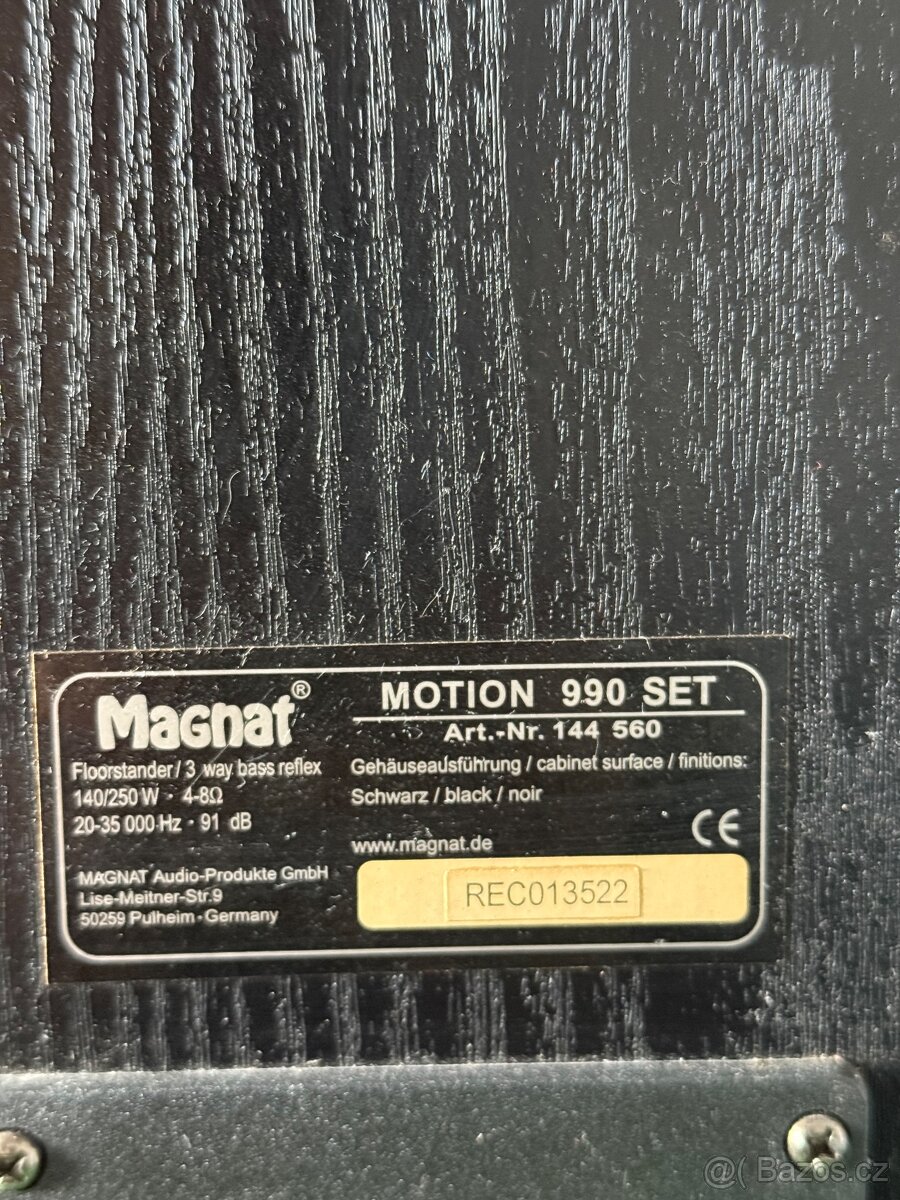 Magnat®
Floorstander / 3 way bass reflex
140/250 W · 4-8Ω
20-35 000 Hz · 91 dB
MAGNAT Audio-Produkte GmbH
Lise-Meitner-Str.9
50259 Pulheim · Germany
MOTION 990 SET
Art.-Nr. 144 560
Gehäuseausführung / cabinet surface / finitions:
Schwarz / black / noir
CE
www.magnat.de
REC013522
@( Bazos.cz